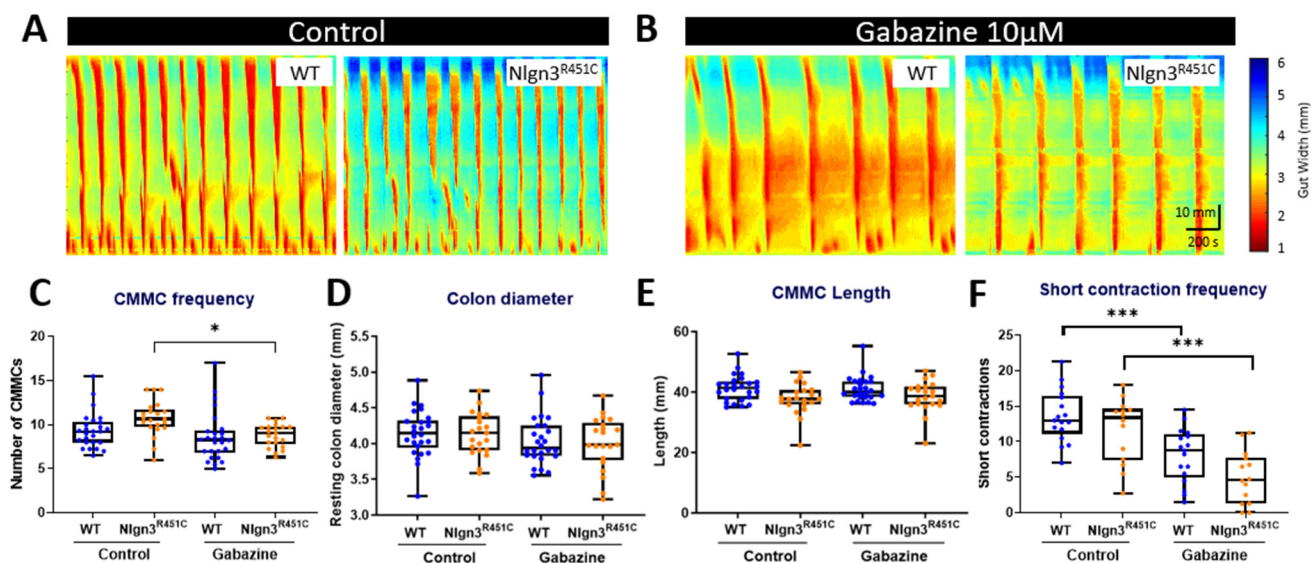 A
Control
WT
Nlgn3R451C
B
Gabazine 10µM
WT
Nlgn3R451C
10 mm
200 s
6
5
4
3
2
1
Gut Width (mm)
C
CMMC frequency
Number of CMMCs
20
15
10
5
0
*
WT
Nlgn3R451C
WT
Nlgn3R451C
Control
Gabazine
D
Colon diameter
Resting colon diameter (mm)
5.5
5.0
4.5
4.0
3.5
3.0
WT
Nlgn3R451C
WT
Nlgn3R451C
Control
Gabazine
E
CMMC Length
Length (mm)
60
40
20
0
WT
Nlgn3R451C
WT
Nlgn3R451C
Control
Gabazine
F
Short contraction frequency
Short contractions
25
20
15
10
5
0
***
***
WT
Nlgn3R451C
WT
Nlgn3R451C
Control
Gabazine